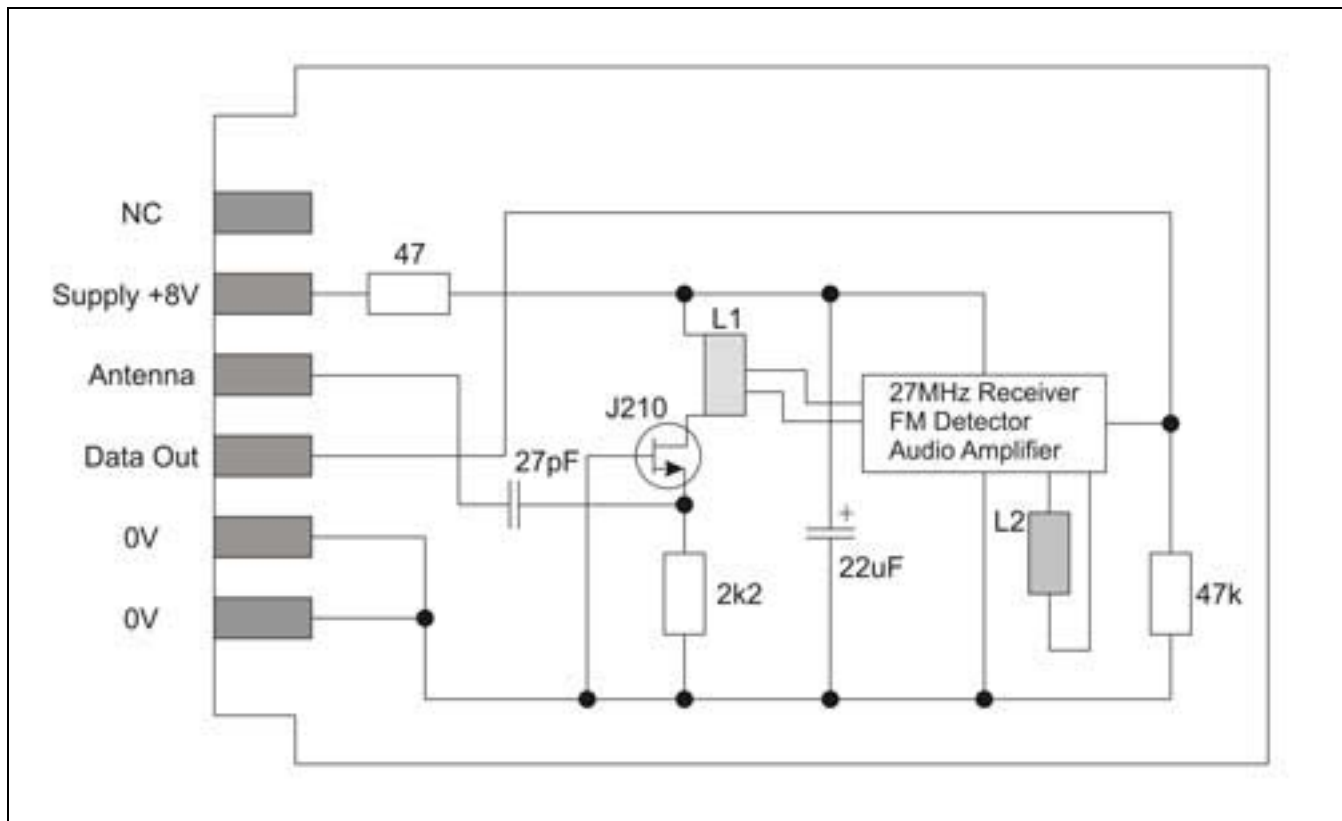 NC
47
Supply +8V
L1
Antenna
27MHz Receiver
FM Detector
Audio Amplifier
J210
Data Out
27pF
+
L2
0V
22uF
2k2
47k
0V